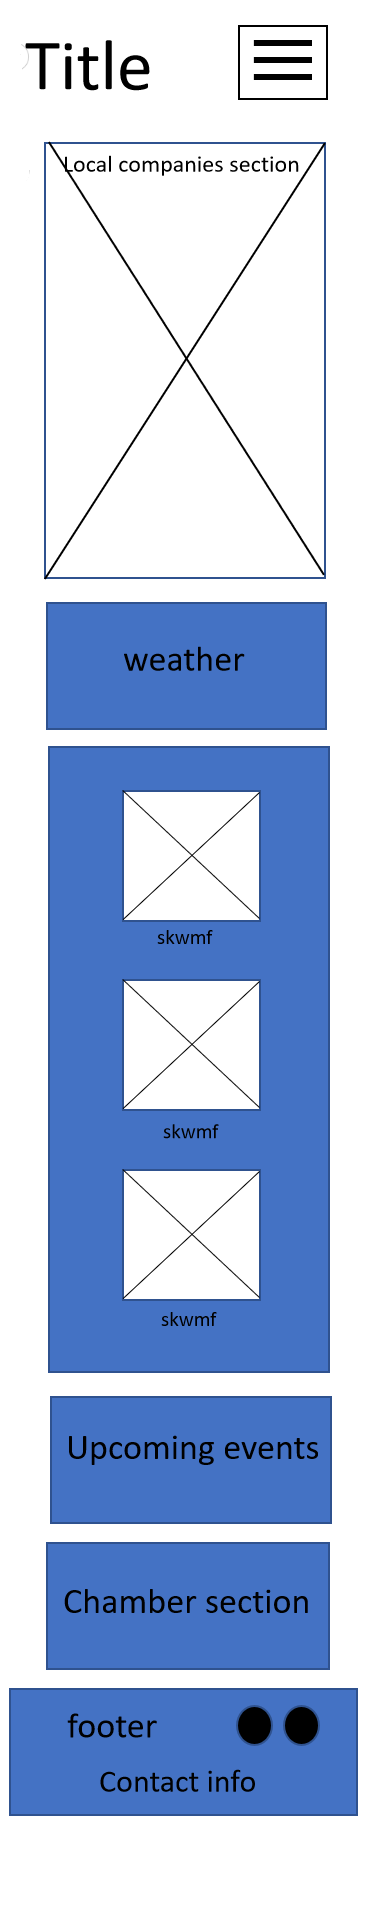 Title
Local companies section
weather
skwmf
skwmf
skwmf
Upcoming events
Chamber section
footer
Contact info